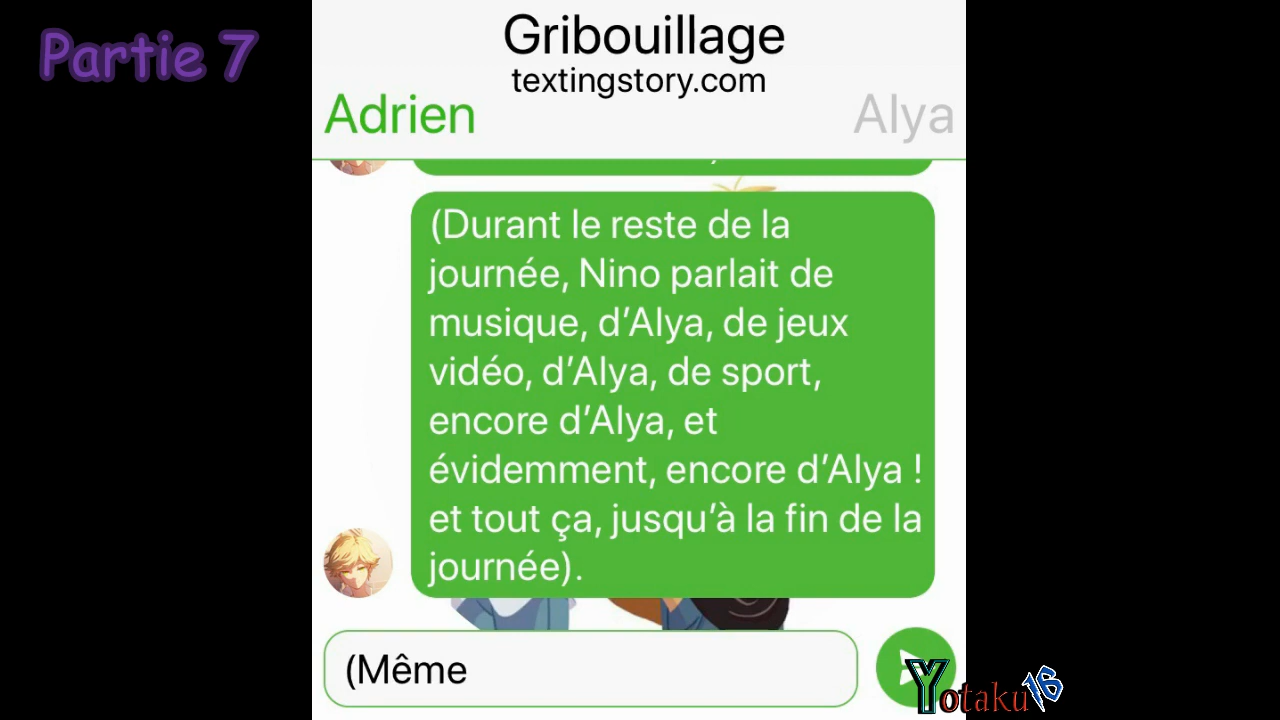 Partie 7
Gribouillage
textingstory.com
Adrien
Alya
(Durant le reste de la
journée, Nino parlait de
musique, d’Alya, de jeux
vidéo, d’Alya, de sport,
encore d’Alya, et
évidemment, encore d’Alya !
et tout ça, jusqu’à la fin de la
journée).
(Même
Yotaku16